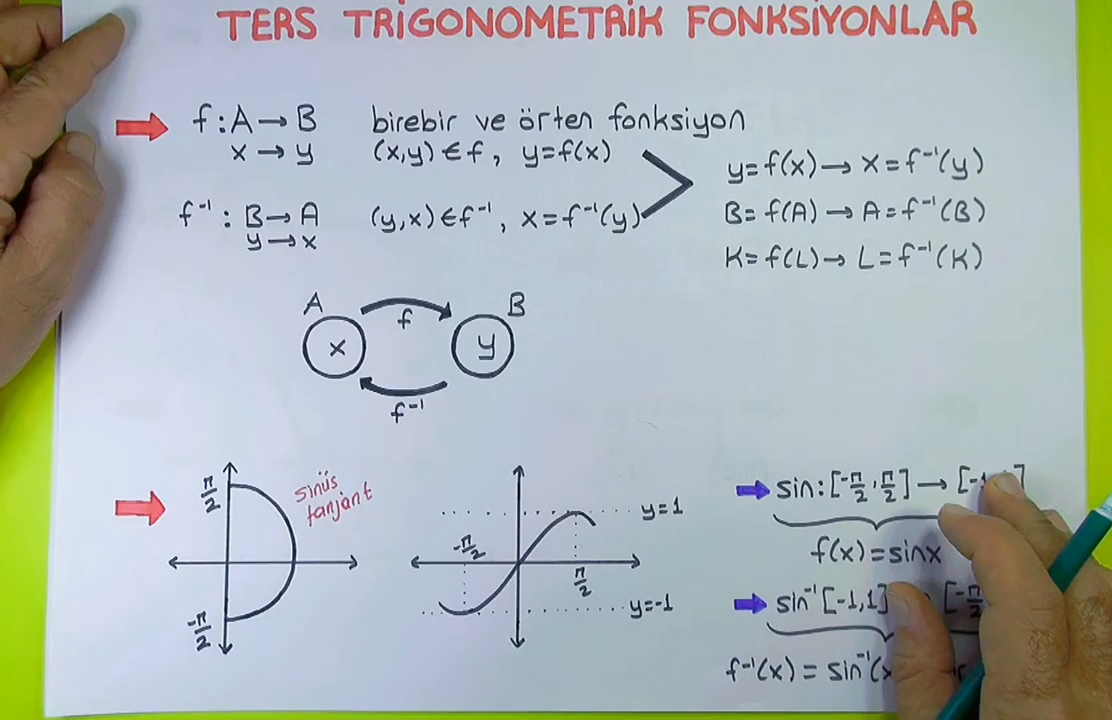 TERS TRİGONOMETRİK FONKSİYONLAR
f : A → B birebir ve örten fonksiyon
x → y (x,y) ∈ f , y = f(x)
y = f(x) → x = f⁻¹(y)
f⁻¹ : B → A (y,x) ∈ f⁻¹ , x = f⁻¹(y)
y → x
B = f(A) → A = f⁻¹(B)
K = f(L) → L = f⁻¹(K)
A B
f
x y
f⁻¹
π/2
sinüs
tanjant
-π/2
y=1
-π/2
π/2
y=-1
sin : [-π/2 , π/2] → [-
f(x) = sinx
sin⁻¹ [-1,1] [-π/2
f⁻¹(x) = sin⁻¹(x